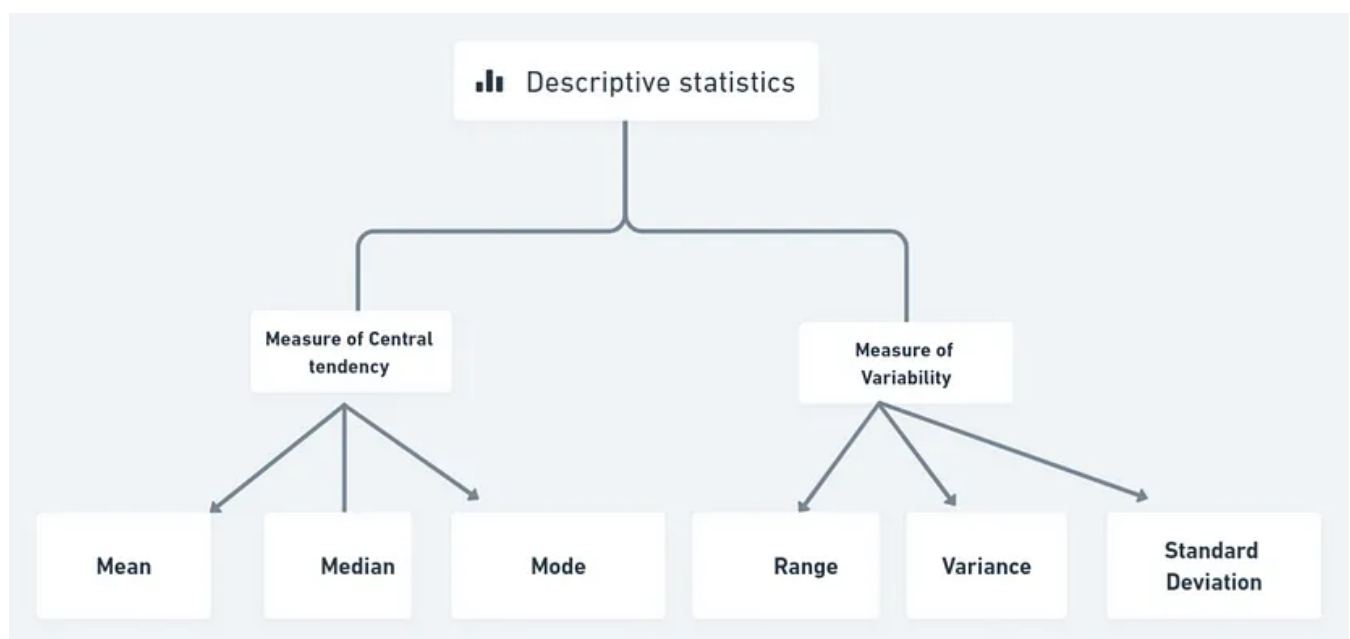 Descriptive statistics
Measure of Central
tendency
Measure of
Variability
Mean
Median
Mode
Range
Variance
Standard
Deviation